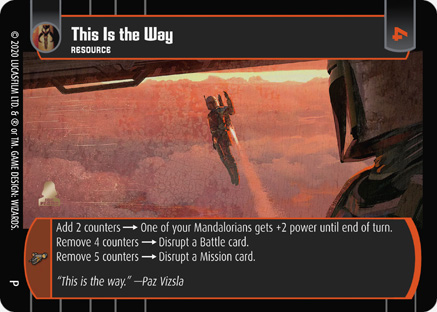 This Is the Way
RESOURCE
4
© 2020 LUCASFILM LTD. & ® or TM. GAME DESIGN: WIZARDS.
P
Add 2 counters → One of your Mandalorians gets +2 power until end of turn.
Remove 4 counters → Disrupt a Battle card.
Remove 5 counters → Disrupt a Mission card.
“This is the way.” —Paz Vizsla